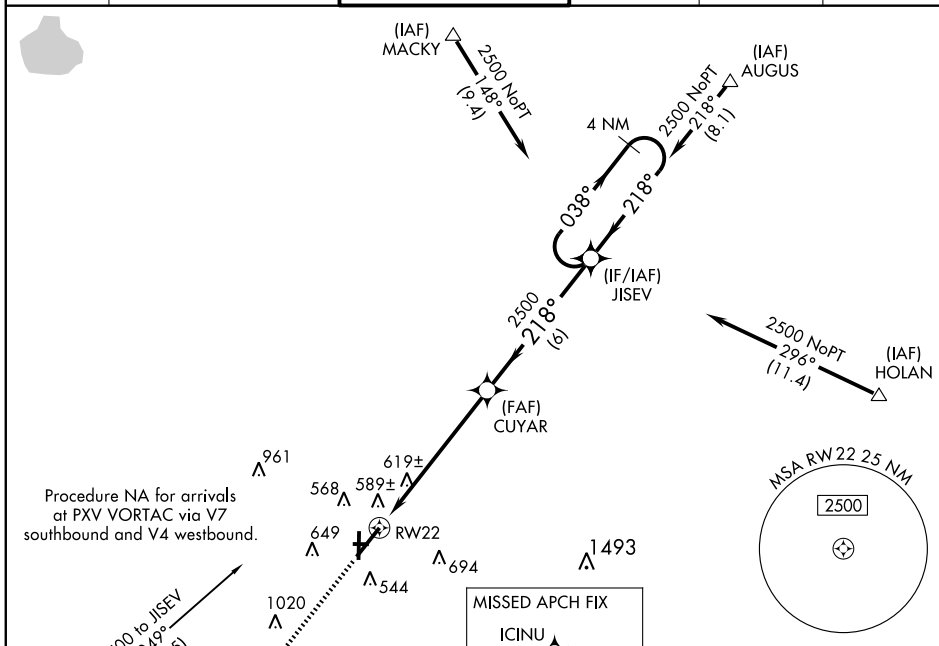 (IAF)
MACKY
2500 NoPT
148°
(9.4)
(IAF)
AUGUS
2500 NoPT
218°
(8.1)
4 NM
038°
218°
(IF/IAF)
JISEV
2500
218°
(6)
2500 NoPT
296°
(11.4)
(IAF)
HOLAN
(FAF)
CUYAR
961
619±
589±
568
Procedure NA for arrivals
at PXV VORTAC via V7
southbound and V4 westbound.
649
RW22
694
544
1493
1020
MSA RW22 25 NM
2500
to JISEV
MISSED APCH FIX
ICINU